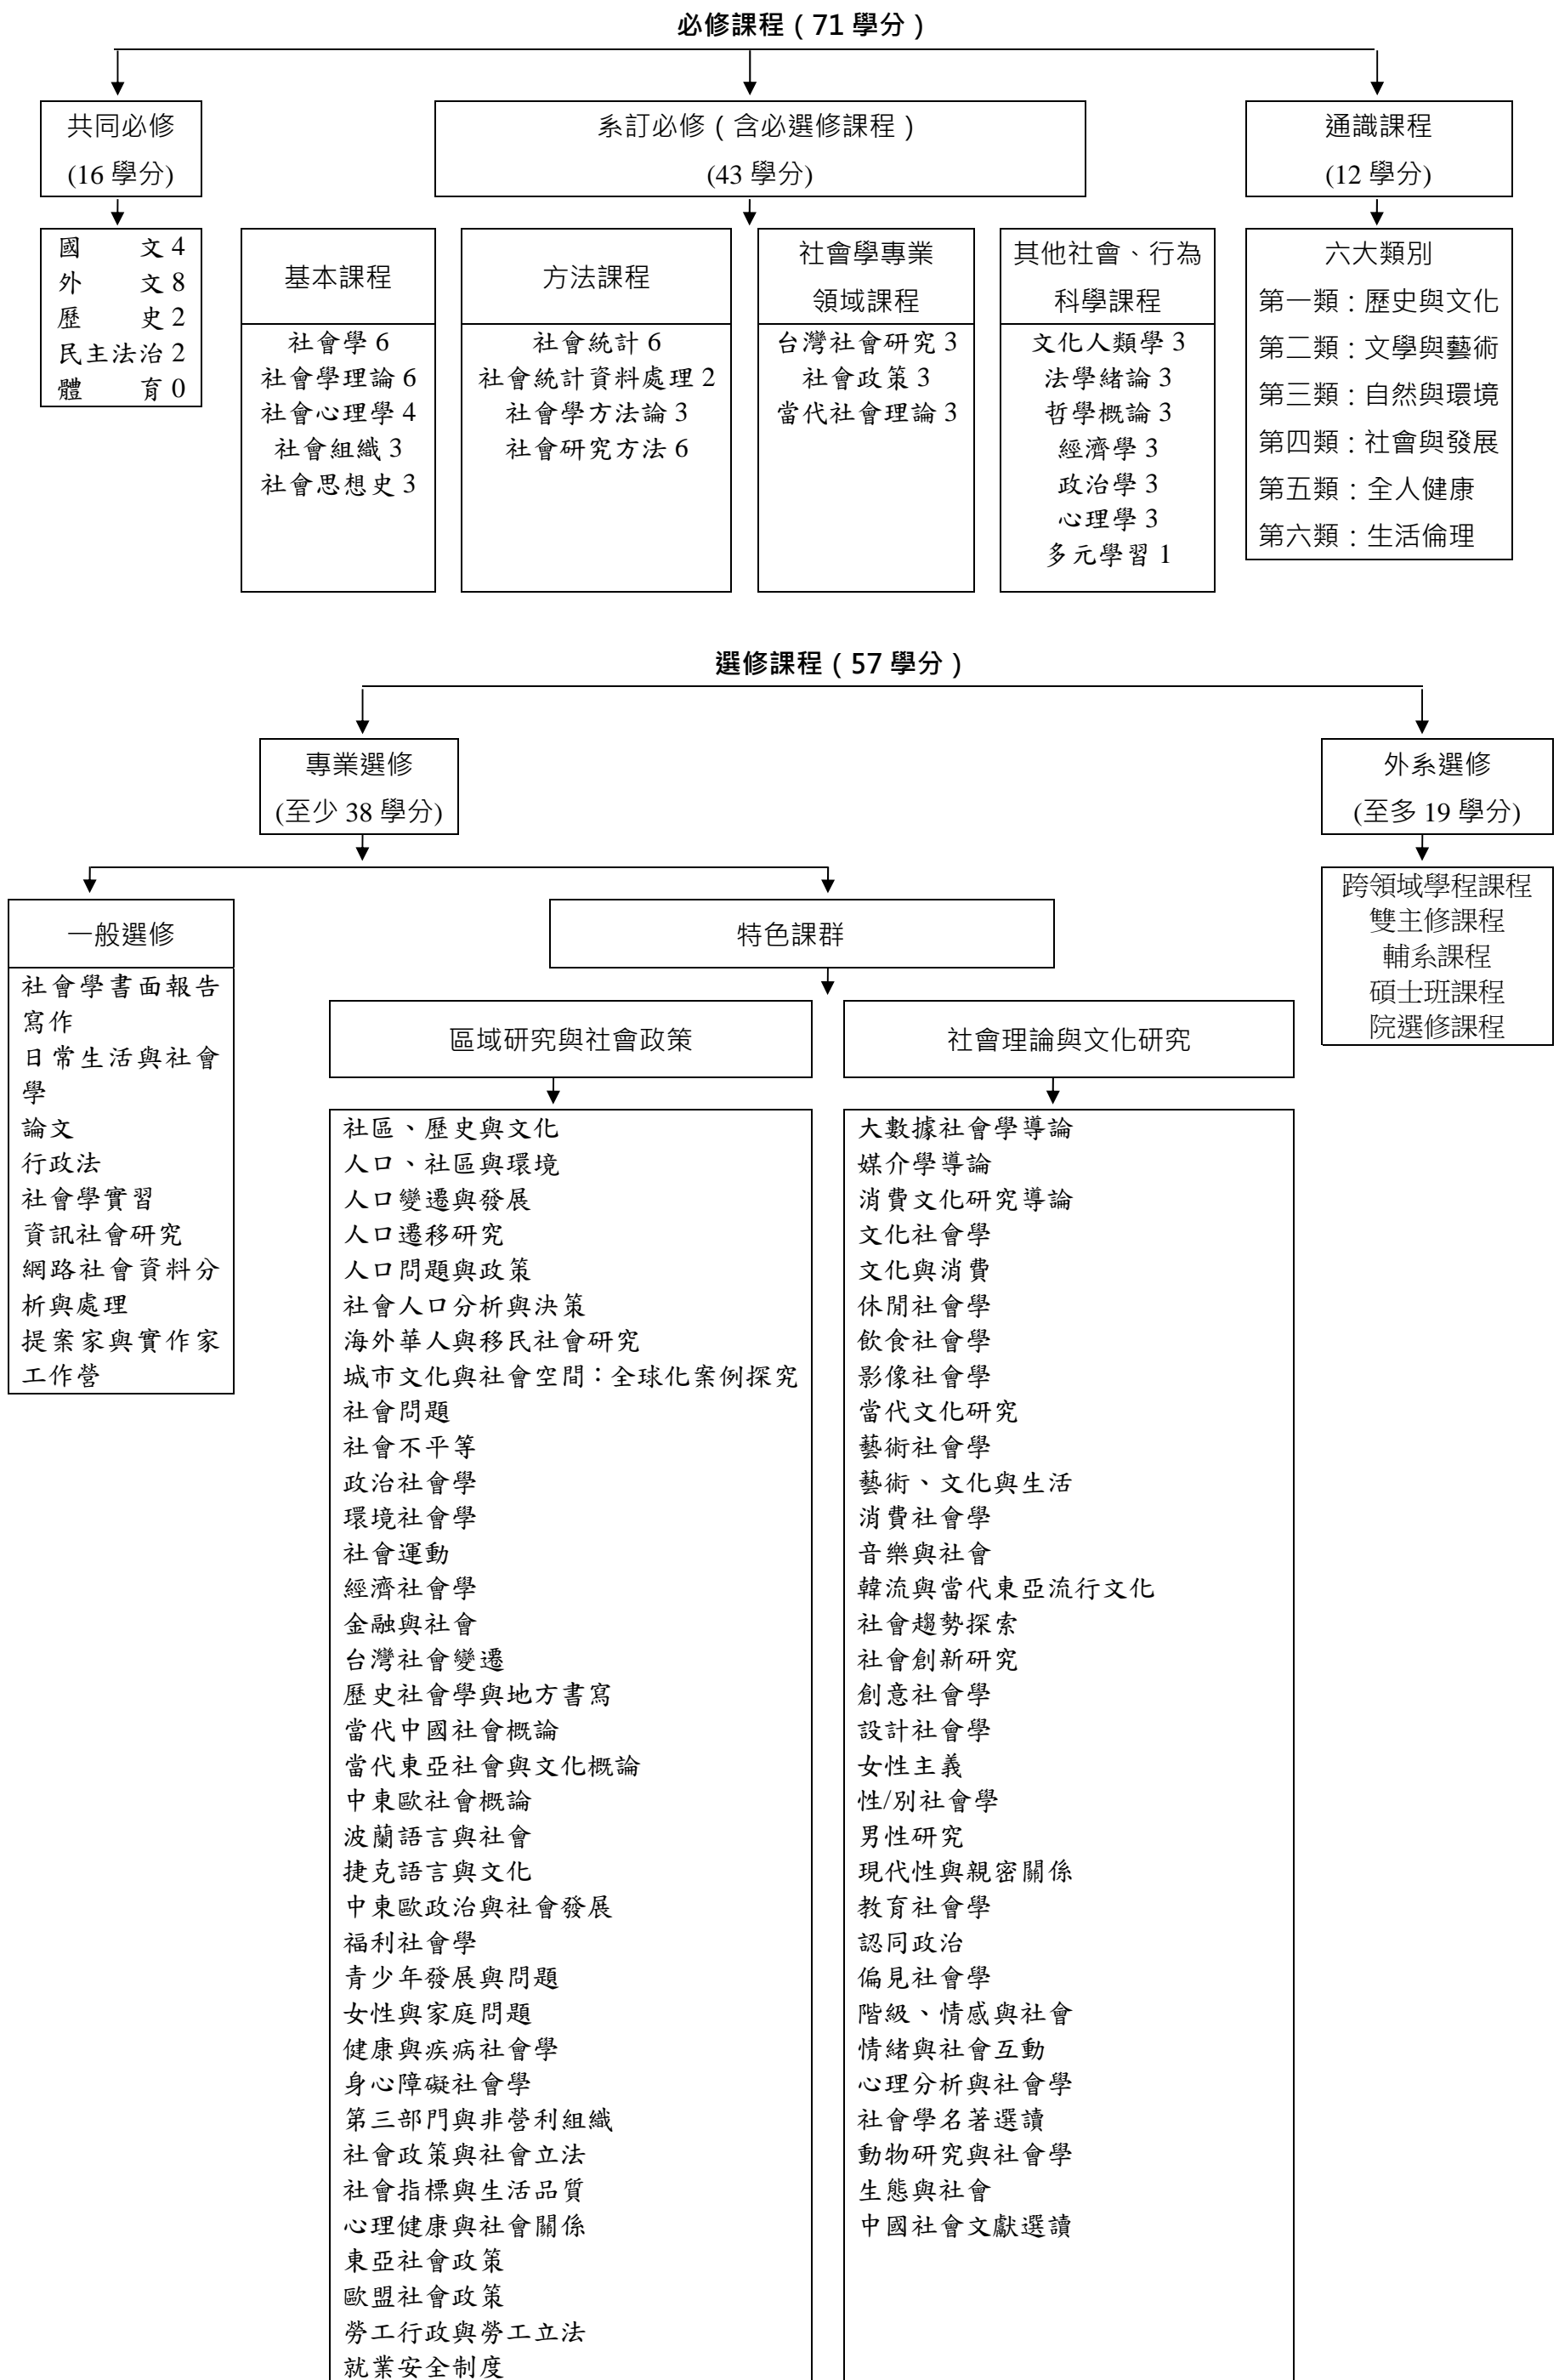 必修課程（71 學分）
共同必修
(16 學分)
系訂必修（含必選修課程）
(43 學分)
通識課程
(12 學分)
國 文 4
外 文 8
歷 史 2
民主法治 2
體 育 0
基本課程
社會學 6
社會學理論 6
社會心理學 4
社會組織 3
社會思想史 3
方法課程
社會統計 6
社會統計資料處理 2
社會學方法論 3
社會研究方法 6
社會學專業
領域課程
台灣社會研究 3
社會政策 3
當代社會理論 3
其他社會、行為
科學課程
文化人類學 3
法學緒論 3
哲學概論 3
經濟學 3
政治學 3
心理學 3
多元學習 1
六大類別
第一類：歷史與文化
第二類：文學與藝術
第三類：自然與環境
第四類：社會與發展
第五類：全人健康
第六類：生活倫理
選修課程（57 學分）
專業選修
(至少 38 學分)
外系選修
(至多 19 學分)
跨領域學程課程
雙主修課程
輔系課程
碩士班課程
院選修課程
一般選修
社會學書面報告
寫作
日常生活與社會
學
論文
行政法
社會學實習
資訊社會研究
網路社會資料分
析與處理
提案家與實作家
工作營
特色課群
區域研究與社會政策
社區、歷史與文化
人口、社區與環境
人口變遷與發展
人口遷移研究
人口問題與政策
社會人口分析與決策
海外華人與移民社會研究
城市文化與社會空間：全球化案例探究
社會問題
社會不平等
政治社會學
環境社會學
社會運動
經濟社會學
金融與社會
台灣社會變遷
歷史社會學與地方書寫
當代中國社會概論
當代東亞社會與文化概論
中東歐社會概論
波蘭語言與社會
捷克語言與文化
中東歐政治與社會發展
福利社會學
青少年發展與問題
女性與家庭問題
健康與疾病社會學
身心障礙社會學
第三部門與非營利組織
社會政策與社會立法
社會指標與生活品質
心理健康與社會關係
東亞社會政策
歐盟社會政策
勞工行政與勞工立法
就業安全制度
社會理論與文化研究
大數據社會學導論
媒介學導論
消費文化研究導論
文化社會學
文化與消費
休閒社會學
飲食社會學
影像社會學
當代文化研究
藝術社會學
藝術、文化與生活
消費社會學
音樂與社會
韓流與當代東亞流行文化
社會趨勢探索
社會創新研究
創意社會學
設計社會學
女性主義
性/別社會學
男性研究
現代性與親密關係
教育社會學
認同政治
偏見社會學
階級、情感與社會
情緒與社會互動
心理分析與社會學
社會學名著選讀
動物研究與社會學
生態與社會
中國社會文獻選讀